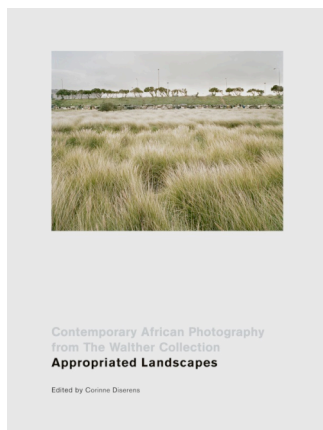 Contemporary African Photography
from The Walther Collection
Appropriated Landscapes
Edited by Corinne Diserens